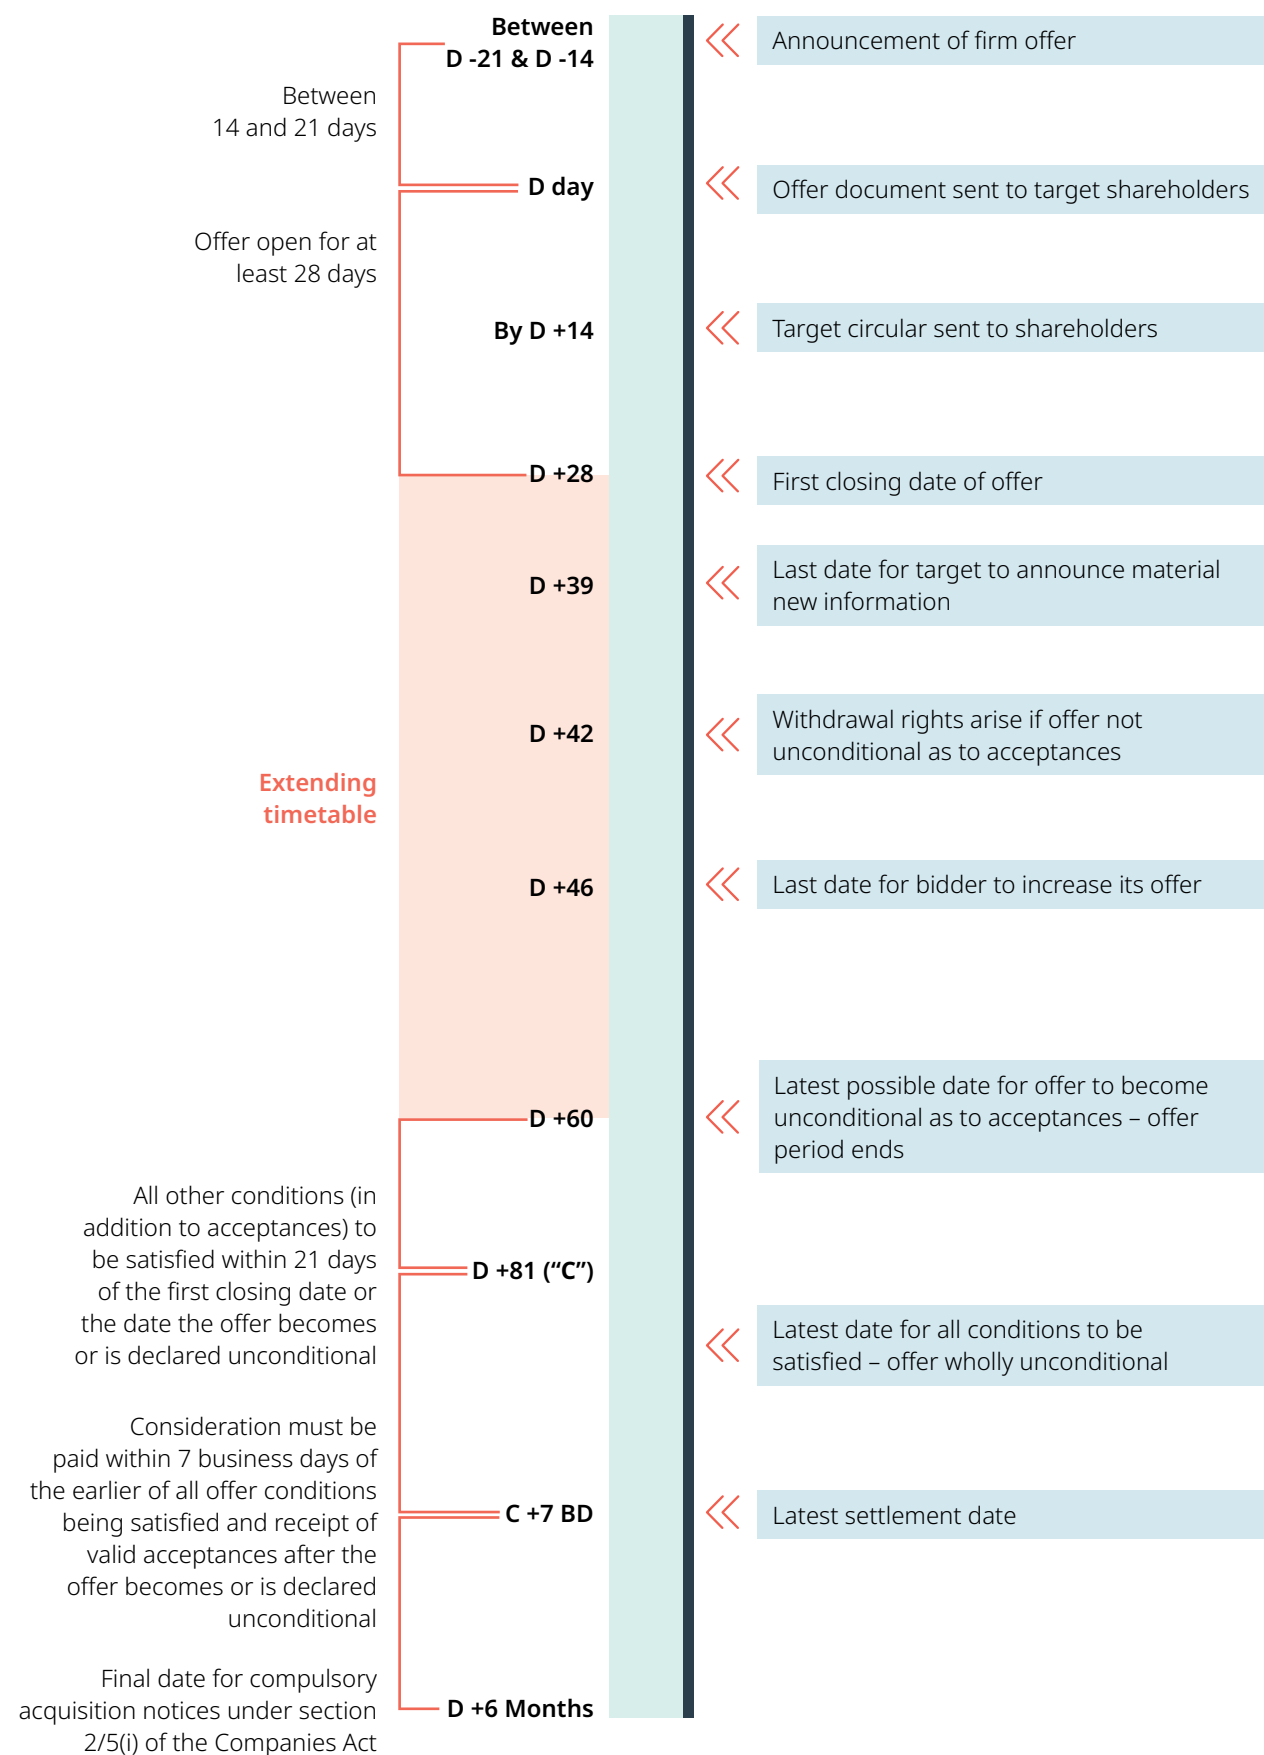 Between
D -21 & D -14
Announcement of firm offer
Between
14 and 21 days
D day
Offer document sent to target shareholders
Offer open for at
least 28 days
By D +14
Target circular sent to shareholders
D +28
First closing date of offer
D +39
Last date for target to announce material
new information
D +42
Withdrawal rights arise if offer not
unconditional as to acceptances
Extending
timetable
D +46
Last date for bidder to increase its offer
D +60
Latest possible date for offer to become
unconditional as to acceptances – offer
period ends
All other conditions (in
addition to acceptances) to
be satisfied within 21 days
of the first closing date or
the date the offer becomes
or is declared unconditional
D +81 (“C”)
Latest date for all conditions to be
satisfied – offer wholly unconditional
Consideration must be
paid within 7 business days of
the earlier of all offer conditions
being satisfied and receipt of
valid acceptances after the
offer becomes or is declared
unconditional
C +7 BD
Latest settlement date
Final date for compulsory
acquisition notices under section
2/5(i) of the Companies Act
D +6 Months